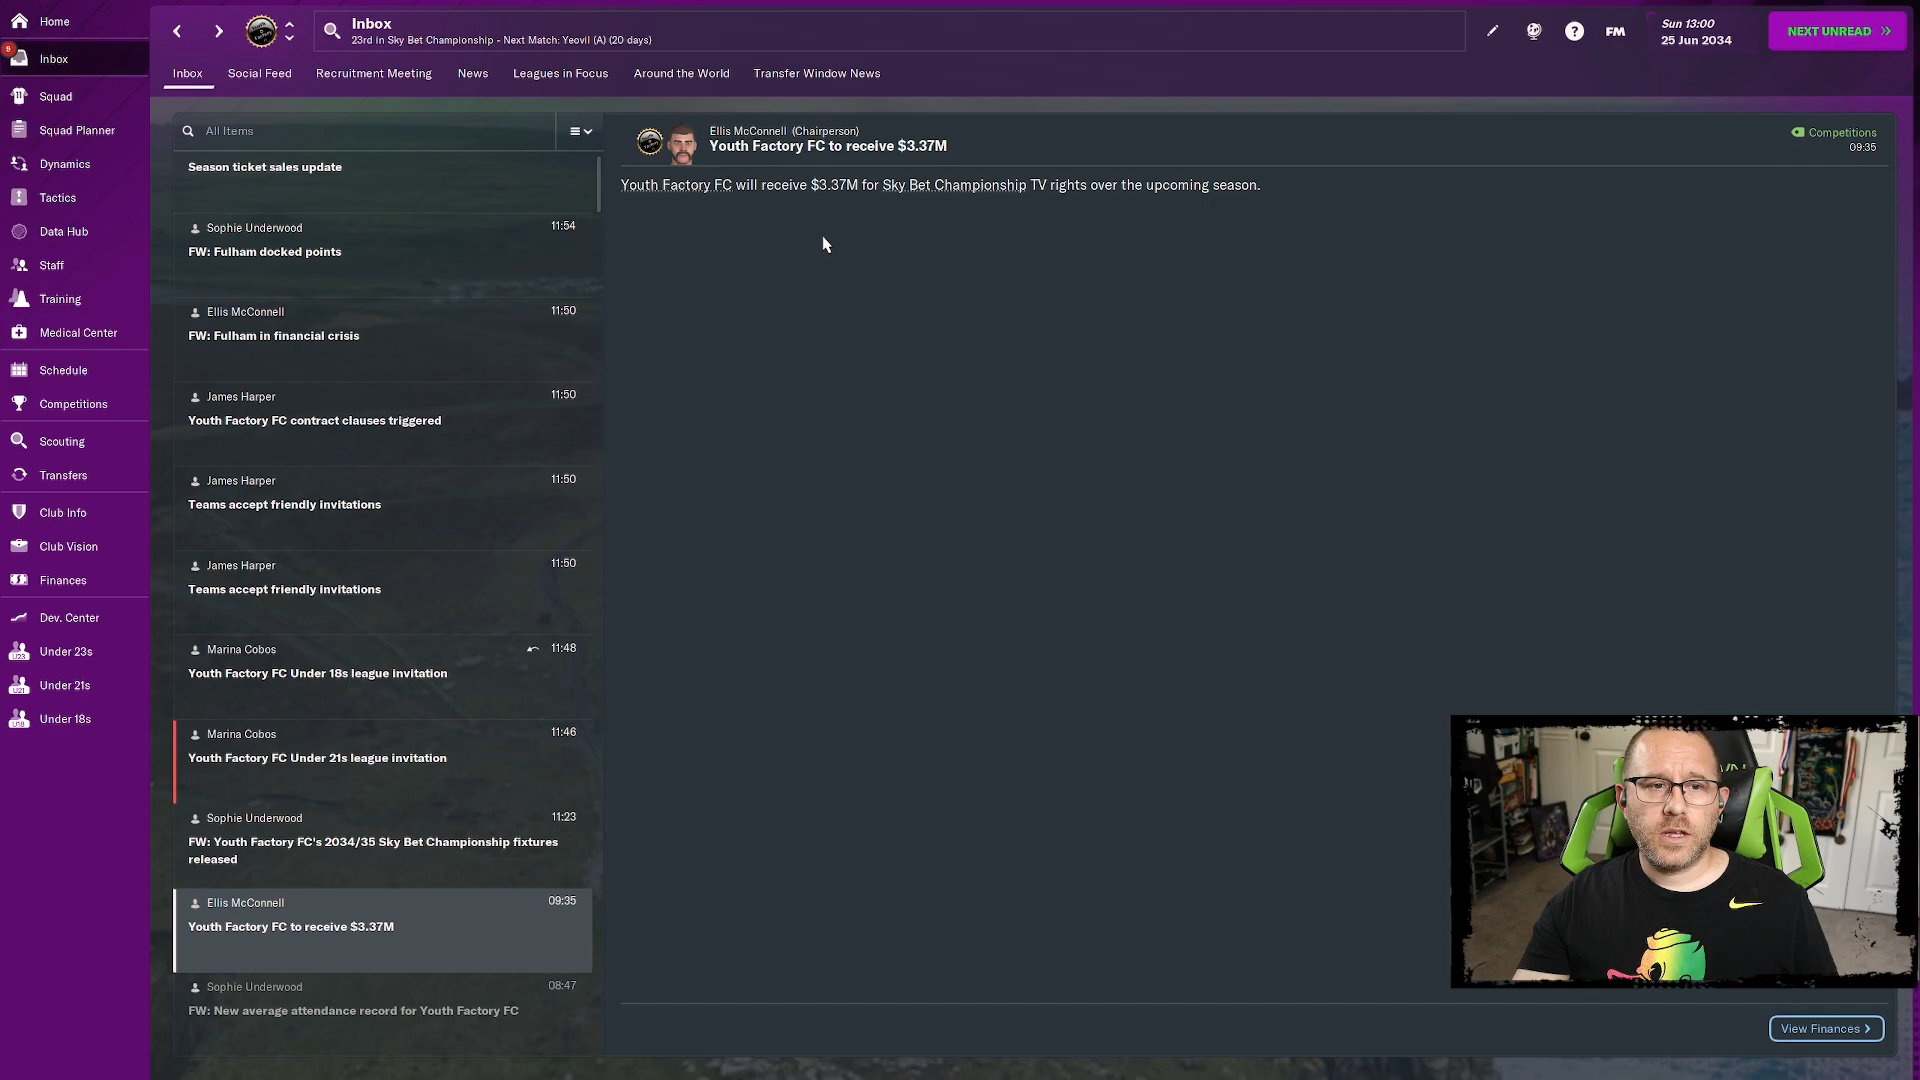 Home
9
Inbox
Squad
Squad Planner
Dynamics
Tactics
Data Hub
Staff
Training
Medical Center
Schedule
Competitions
Scouting
Transfers
Club Info
Club Vision
Finances
Dev. Center
U23
Under 23s
U21
Under 21s
U18
Under 18s
Inbox
23rd in Sky Bet Championship - Next Match: Yeovil (A) (20 days)
FM
Sun 13:00
25 Jun 2034
NEXT UNREAD
Inbox
Social Feed
Recruitment Meeting
News
Leagues in Focus
Around the World
Transfer Window News
All Items
Season ticket sales update
Sophie Underwood
11:54
FW: Fulham docked points
Ellis McConnell
11:50
FW: Fulham in financial crisis
James Harper
11:50
Youth Factory FC contract clauses triggered
James Harper
11:50
Teams accept friendly invitations
James Harper
11:50
Teams accept friendly invitations
Marina Cobos
11:48
Youth Factory FC Under 18s league invitation
Marina Cobos
11:46
Youth Factory FC Under 21s league invitation
Sophie Underwood
11:23
FW: Youth Factory FC's 2034/35 Sky Bet Championship fixtures
released
Ellis McConnell
09:35
Youth Factory FC to receive $3.37M
Sophie Underwood
08:47
FW: New average attendance record for Youth Factory FC
Ellis McConnell (Chairperson)
Youth Factory FC to receive $3.37M
Competitions
09:35
Youth Factory FC will receive $3.37M for Sky Bet Championship TV rights over the upcoming season.
View Finances